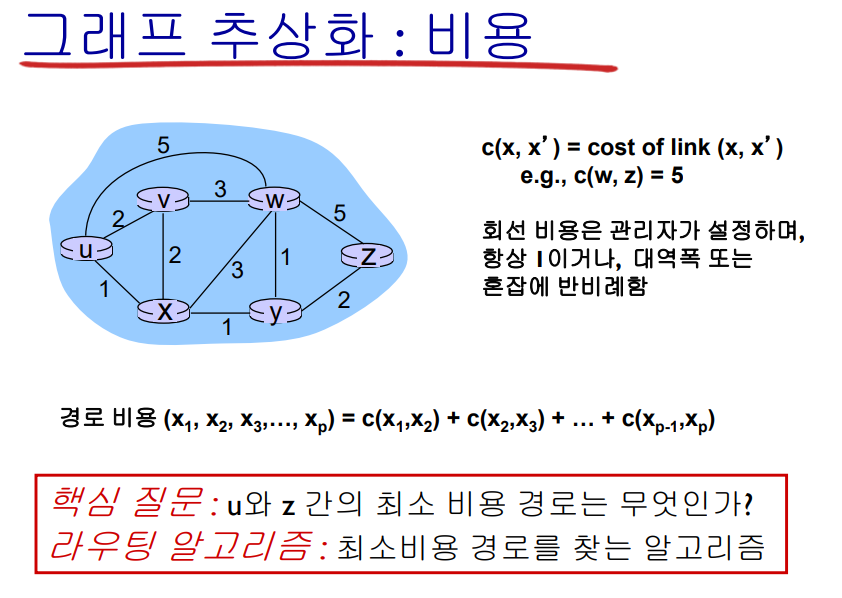 그래프 추상화 : 비용
5
v
3
w
2
5
u
2
3
1
z
1
2
x
1
y
c(x, x’) = cost of link (x, x’)
e.g., c(w, z) = 5
회선 비용은 관리자가 설정하며,
항상 1이거나, 대역폭 또는
혼잡에 반비례함
경로 비용 (x1, x2, x3,…, xp) = c(x1,x2) + c(x2,x3) + … + c(xp-1,xp)
핵심 질문 : u와 z 간의 최소 비용 경로는 무엇인가?
라우팅 알고리즘 : 최소비용 경로를 찾는 알고리즘